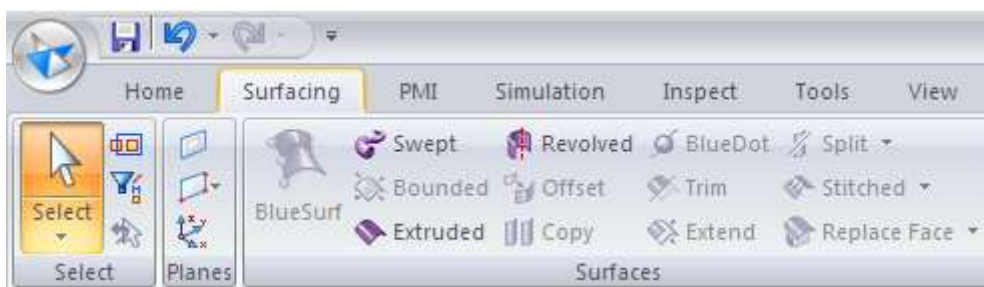 Home Surfacing PMI Simulation Inspect Tools View
Swept Revolved BlueDot Split
Select BlueSurf Bounded Offset Trim Stitched
Extruded Copy Extend Replace Face
Select Planes Surfaces